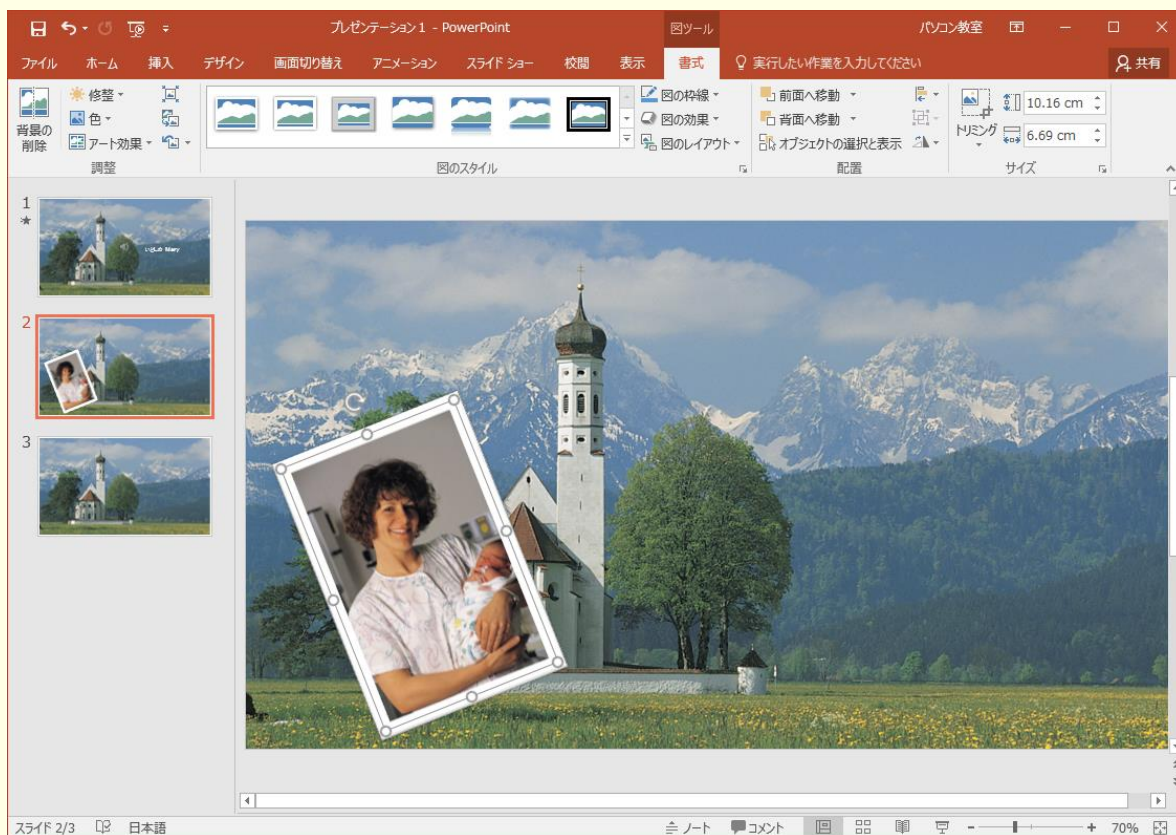 プレゼンテーション1 - PowerPoint
図ツール
パソコン教室
ファイル ホーム 挿入 デザイン 画面切り替え アニメーション スライド ショー 校閲 表示 書式 実行したい作業を入力してください 共有
背景の削除
修整
色
アート効果
調整
図のスタイル
図の枠線
図の効果
図のレイアウト
前面へ移動
背面へ移動
オブジェクトの選択と表示
配置
トリミング
10.16 cm
6.69 cm
サイズ
1
2
3
スライド 2/3 日本語 ノート コメント 70%